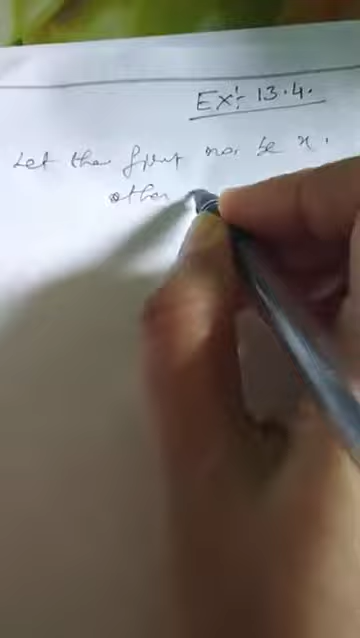 Ex:- 13.4.
Let the first no. be x.
other